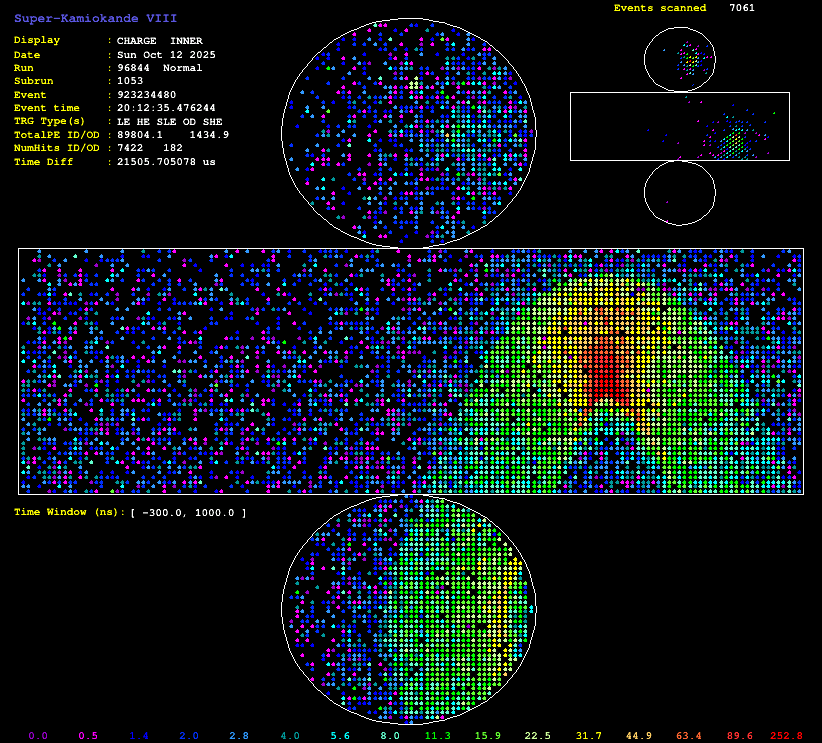 Super-Kamiokande VIII
Events scanned 7061
Display : CHARGE INNER
Date : Sun Oct 12 2025
Run : 96844 Normal
Subrun : 1053
Event : 923234480
Event time : 20:12:35.476244
TRG Type(s) : LE HE SLE OD SHE
TotalPE ID/OD : 89804.1 1434.9
NumHits ID/OD : 7422 182
Time Diff : 21505.705078 us
Time Window (ns): [ -300.0, 1000.0 ]
0.0 0.5 1.4 2.0 2.8 4.0 5.6 8.0 11.3 15.9 22.5 31.7 44.9 63.4 89.6 252.8